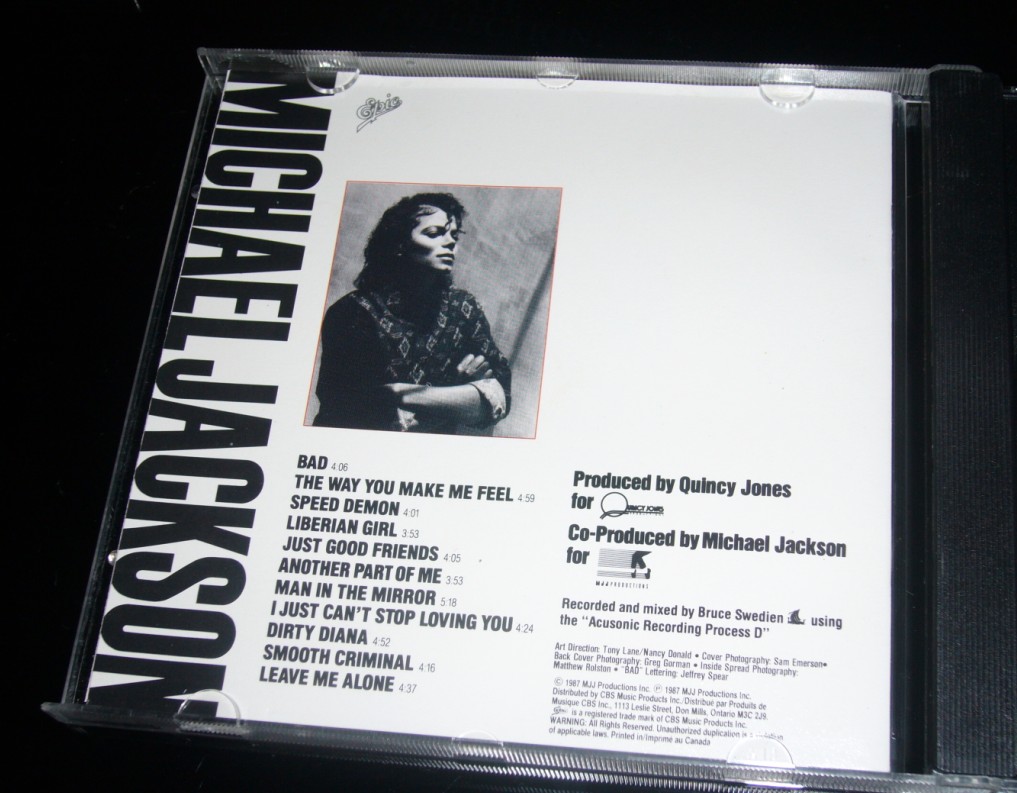 MICHAEL JACKSON
Epic
BAD 4:06
THE WAY YOU MAKE ME FEEL 4:59
SPEED DEMON 4:01
LIBERIAN GIRL 3:53
JUST GOOD FRIENDS 4:05
ANOTHER PART OF ME 3:53
MAN IN THE MIRROR 5:18
I JUST CAN'T STOP LOVING YOU 4:24
DIRTY DIANA 4:52
SMOOTH CRIMINAL 4:16
LEAVE ME ALONE 4:37
Produced by Quincy Jones
for QUINCY JONES
Co-Produced by Michael Jackson
for
MJJ PRODUCTIONS
Recorded and mixed by Bruce Swedien using
the "Acusonic Recording Process D"
Art Direction: Tony Lane/Nancy Donald • Cover Photography: Sam Emerson•
Back Cover Photography: Greg Gorman • Inside Spread Photography:
Matthew Rolston • "BAD" Lettering: Jeffrey Spear
© 1987 MJJ Productions Inc. ℗ 1987 MJJ Productions Inc.
Distributed by CBS Music Products Inc./Distribué par Produits de
Musique CBS Inc., 1113 Leslie Street, Don Mills, Ontario M3C 2J9.
Epic is a registered trade mark of CBS Music Products Inc.
WARNING: All Rights Reserved. Unauthorized duplication is
of applicable laws. Printed in/Imprimé au Canada